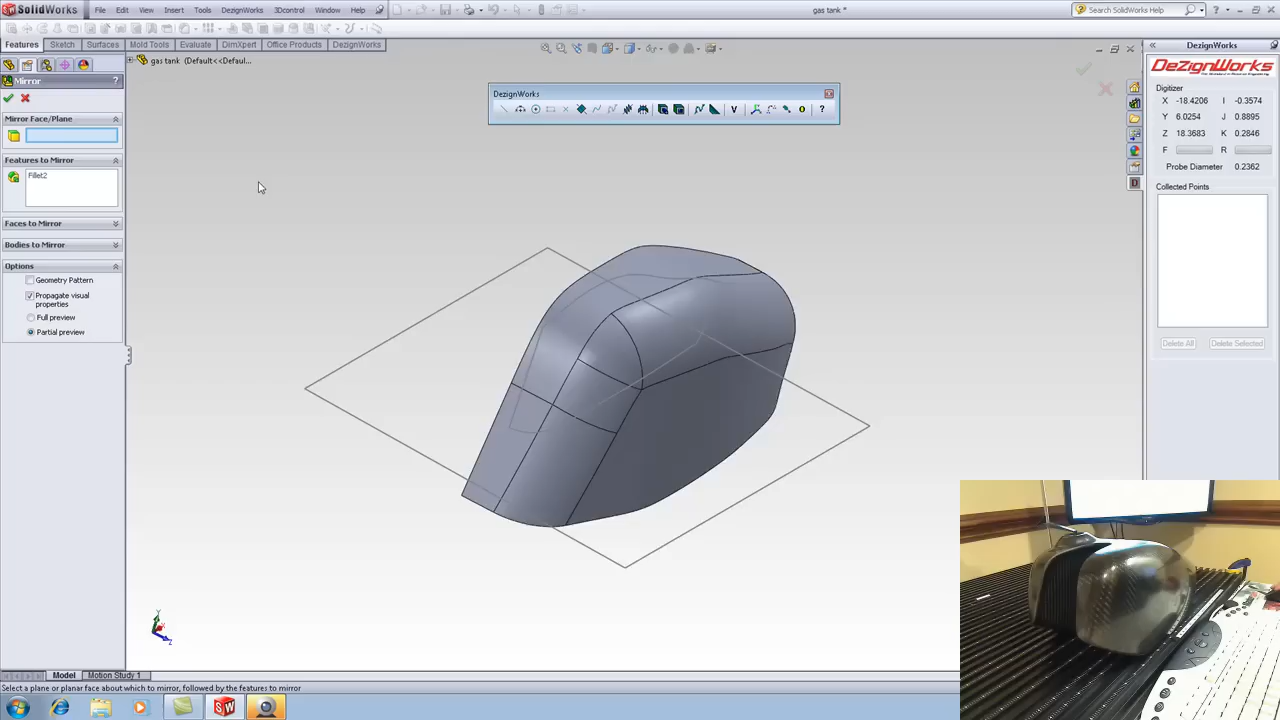 SolidWorks File Edit View Insert Tools DezignWorks 3Dcontrol Window Help gas tank * Search SolidWorks Help
Features Sketch Surfaces Mold Tools Evaluate DimXpert Office Products DezignWorks
gas tank (Default<<Defaul...
Mirror ?
Mirror Face/Plane
Features to Mirror
Fillet2
Faces to Mirror
Bodies to Mirror
Options
Geometry Pattern
Propagate visual
properties
Full preview
Partial preview
DezignWorks
V ?
DezignWorks
DezignWorks
Digitizer
X -18.4206 I -0.3574
Y 6.0254 J 0.8895
Z 18.3683 K 0.2846
F R
Probe Diameter 0.2362
Collected Points
Delete All Delete Selected
Y
Z
Model Motion Study 1
Select a plane or planar face about which to mirror, followed by the features to mirror
SW